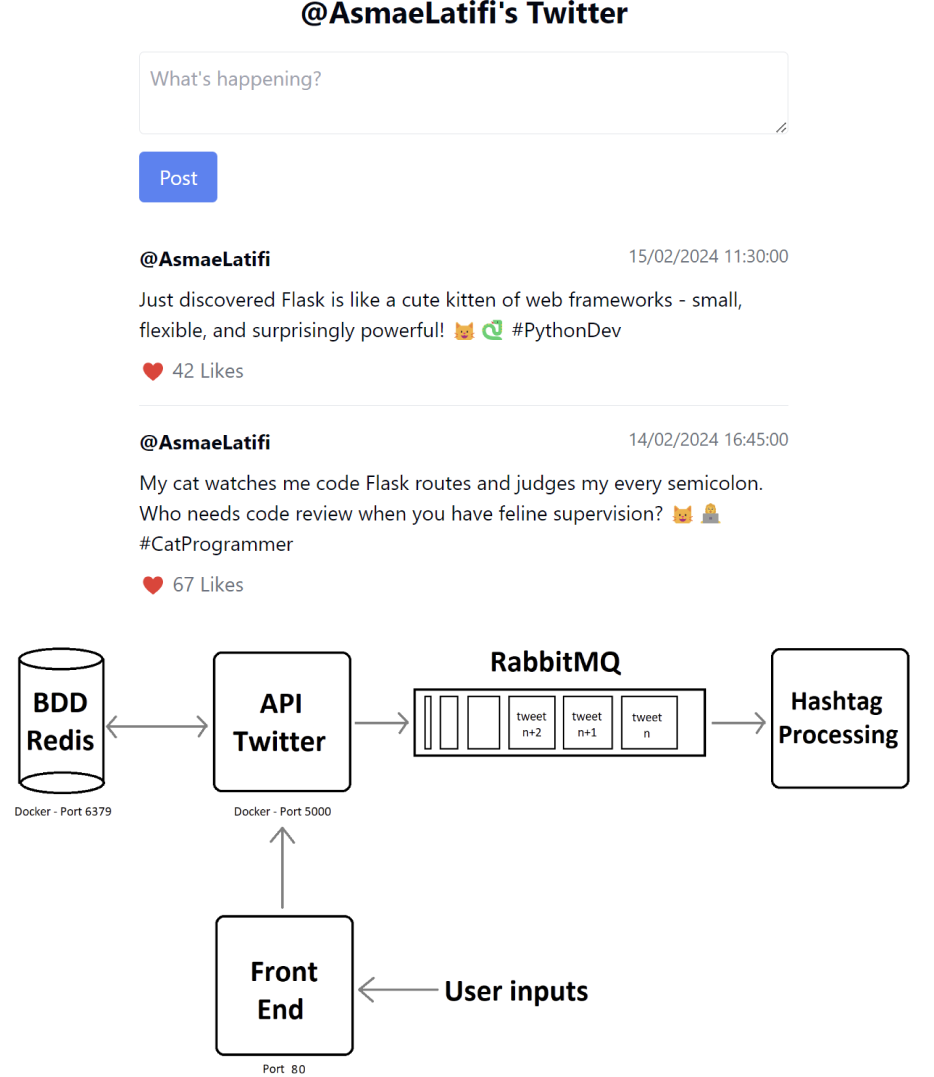 @AsmaeLatifi's Twitter
What's happening?
Post
@AsmaeLatifi 15/02/2024 11:30:00
Just discovered Flask is like a cute kitten of web frameworks - small,
flexible, and surprisingly powerful! 😺 🐍 #PythonDev
❤️ 42 Likes
@AsmaeLatifi 14/02/2024 16:45:00
My cat watches me code Flask routes and judges my every semicolon.
Who needs code review when you have feline supervision? 😺 👩‍💻
#CatProgrammer
❤️ 67 Likes
BDD
Redis
Docker - Port 6379
API
Twitter
Docker - Port 5000
RabbitMQ
tweet
n+2
tweet
n+1
tweet
n
Hashtag
Processing
Front
End
Port 80
User inputs